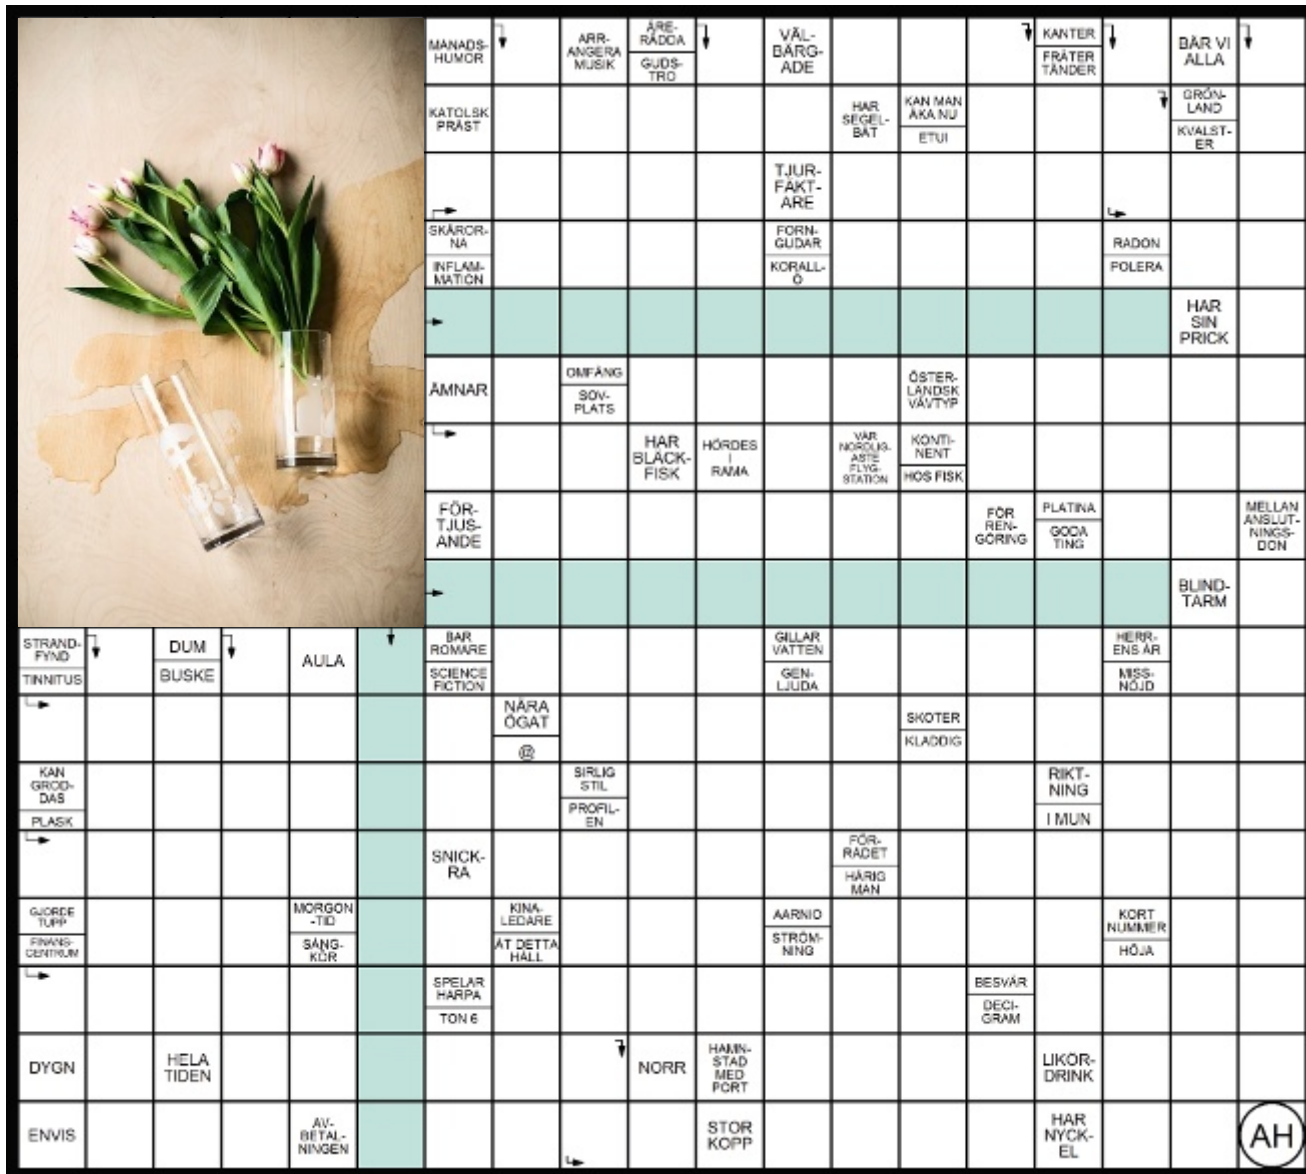 MÅNADS-
HUMOR
ARR-
ANGERA
MUSIK
ÄRE-
RÄDDA
GUDS-
TRO
VÄL-
BÄRG-
ADE
KANTER
FRÄTER
TÄNDER
BÄR VI
ALLA
KATOLSK
PRÄST
HAR
SEGEL-
BÅT
KAN MAN
ÅKA NU
ETUI
GRÖN-
LAND
KVALST-
ER
TJUR-
FÄKT-
ARE
SKÅROR-
NA
INFLAM-
MATION
FORN-
GUDAR
KORALL-
Ö
RADON
POLERA
HAR
SIN
PRICK
ÄMNAR
OMFÅNG
SOV-
PLATS
ÖSTER-
LÄNDSK
VÄVTYP
HAR
BLÄCK-
FISK
HÖRDES
I
RAMA
VÅR
NORDLIG-
ASTE
FLYG-
STATION
KONTI-
NENT
HOS FISK
FÖR-
TJUS-
ANDE
FÖR
REN-
GÖRING
PLATINA
GODA
TING
MELLAN
ANSLUT-
NINGS-
DON
BLIND-
TARM
STRAND-
FYND
TINNITUS
DUM
BUSKE
AULA
BAR
ROMARE
SCIENCE
FICTION
GILLAR
VATTEN
GEN-
LJUDA
HERR-
ENS ÅR
MISS-
NÖJD
NÄRA
ÖGAT
@
SKOTER
KLADDIG
KAN
GROD-
DAS
PLASK
SIRLIG
STIL
PROFIL-
EN
RIKT-
NING
I MUN
SNICK-
RA
FÖR-
RÅDET
HÅRIG
MAN
GJORDE
TUPP
FINANS-
CENTRUM
MORGON
-TID
SÅNG-
KÖR
KINA-
LEDARE
ÅT DETTA
HÅLL
AARNIO
STRÖM-
NING
KORT
NUMMER
HÖJA
SPELAR
HARPA
TON 6
BESVÄR
DECI-
GRAM
DYGN
HELA
TIDEN
NORR
HAMN-
STAD
MED
PORT
LIKÖR-
DRINK
ENVIS
AV-
BETAL-
NINGEN
STOR
KOPP
HAR
NYCK-
EL
AH